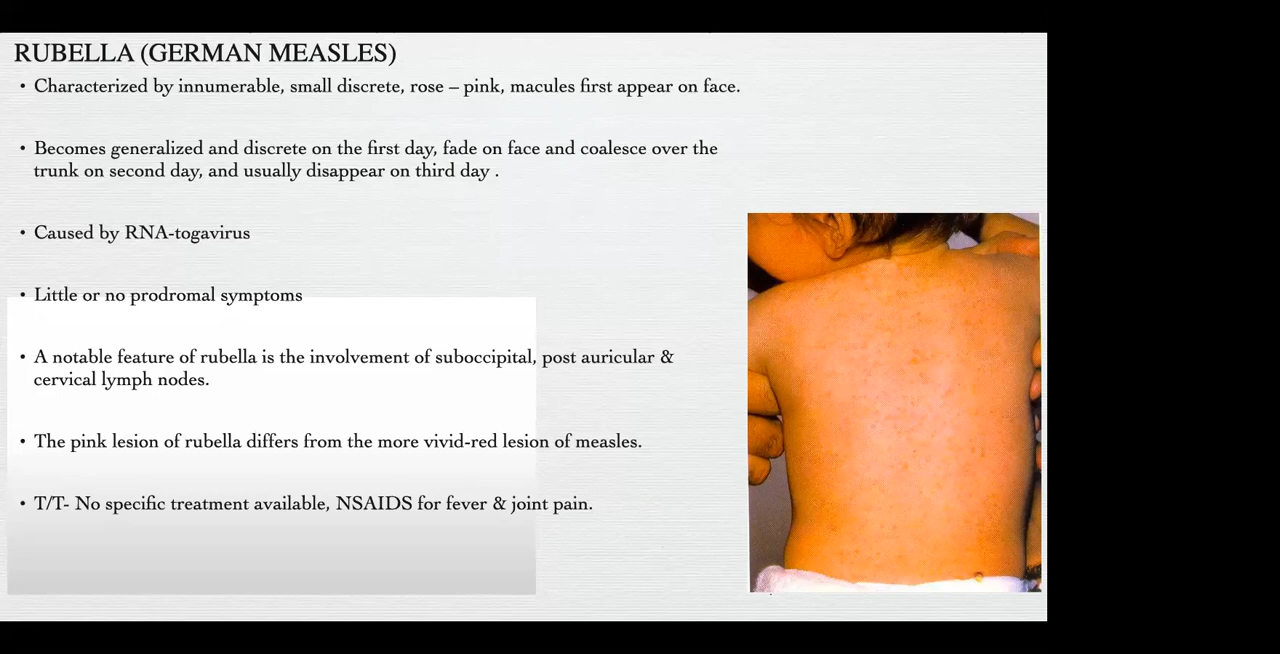 RUBELLA (GERMAN MEASLES)
• Characterized by innumerable, small discrete, rose – pink, macules first appear on face.
• Becomes generalized and discrete on the first day, fade on face and coalesce over the
trunk on second day, and usually disappear on third day .
• Caused by RNA-togavirus
• Little or no prodromal symptoms
• A notable feature of rubella is the involvement of suboccipital, post auricular &
cervical lymph nodes.
• The pink lesion of rubella differs from the more vivid-red lesion of measles.
• T/T- No specific treatment available, NSAIDS for fever & joint pain.